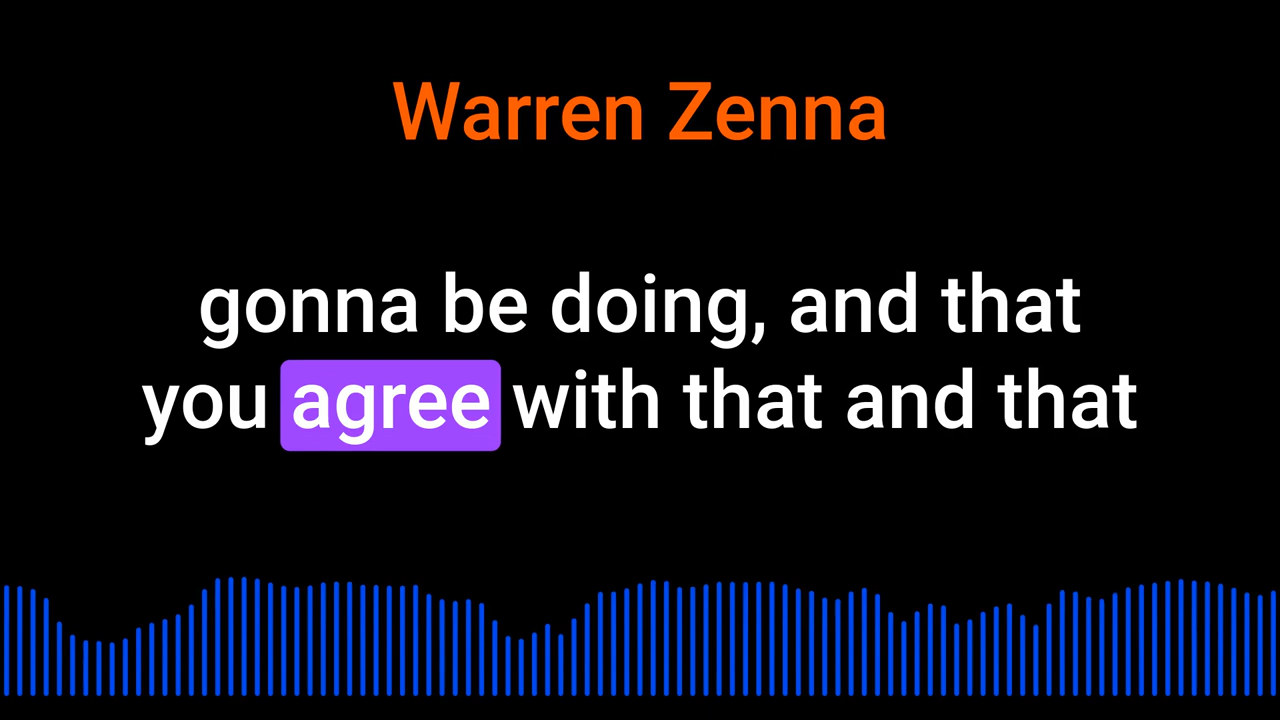 Warren Zenna
gonna be doing, and that
you agree with that and that